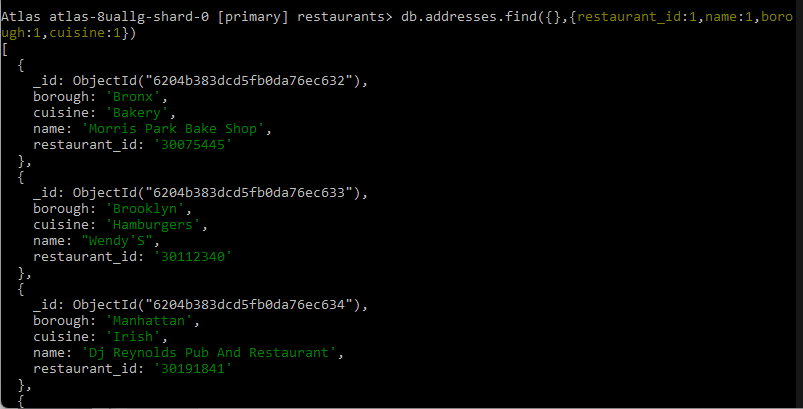 Atlas atlas-8uallg-shard-0 [primary] restaurants> db.addresses.find({},{restaurant_id:1,name:1,boro
ugh:1,cuisine:1})
[
  {
    _id: ObjectId("6204b383dcd5fb0da76ec632"),
    borough: 'Bronx',
    cuisine: 'Bakery',
    name: 'Morris Park Bake Shop',
    restaurant_id: '30075445'
  },
  {
    _id: ObjectId("6204b383dcd5fb0da76ec633"),
    borough: 'Brooklyn',
    cuisine: 'Hamburgers',
    name: "Wendy'S",
    restaurant_id: '30112340'
  },
  {
    _id: ObjectId("6204b383dcd5fb0da76ec634"),
    borough: 'Manhattan',
    cuisine: 'Irish',
    name: 'Dj Reynolds Pub And Restaurant',
    restaurant_id: '30191841'
  },
  {